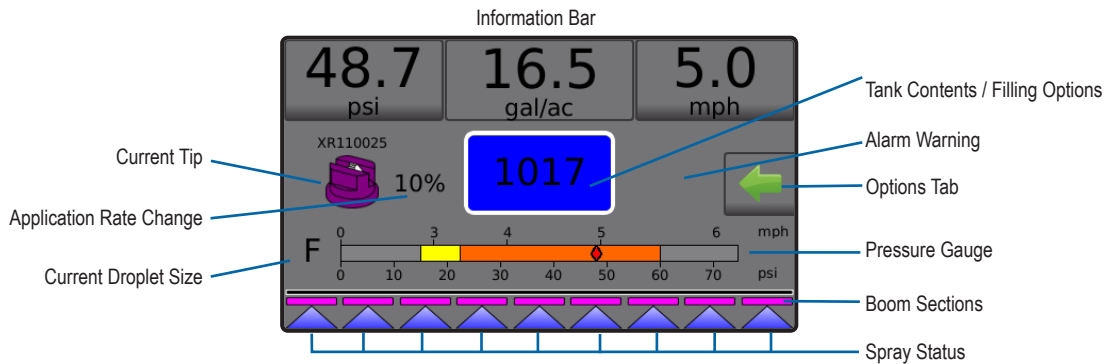 Information Bar
48.7
psi
16.5
gal/ac
5.0
mph
Tank Contents / Filling Options
XR110025
Current Tip
10%
1017
Alarm Warning
Options Tab
Application Rate Change
0 3 4 5 6 mph
F
Pressure Gauge
0 10 20 30 40 50 60 70 psi
Current Droplet Size
Boom Sections
Spray Status